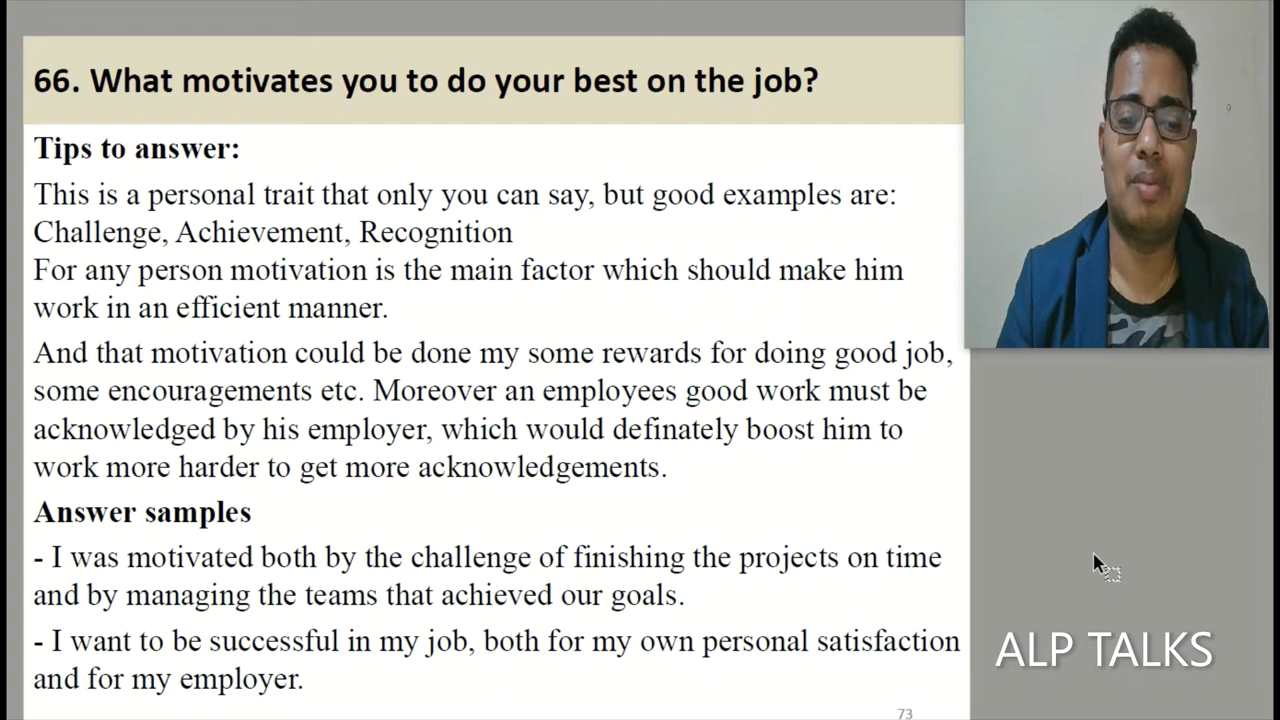 66. What motivates you to do your best on the job?
Tips to answer:
This is a personal trait that only you can say, but good examples are:
Challenge, Achievement, Recognition
For any person motivation is the main factor which should make him
work in an efficient manner.
And that motivation could be done my some rewards for doing good job,
some encouragements etc. Moreover an employees good work must be
acknowledged by his employer, which would definately boost him to
work more harder to get more acknowledgements.
Answer samples
- I was motivated both by the challenge of finishing the projects on time
and by managing the teams that achieved our goals.
- I want to be successful in my job, both for my own personal satisfaction
and for my employer.
73
ALP TALKS